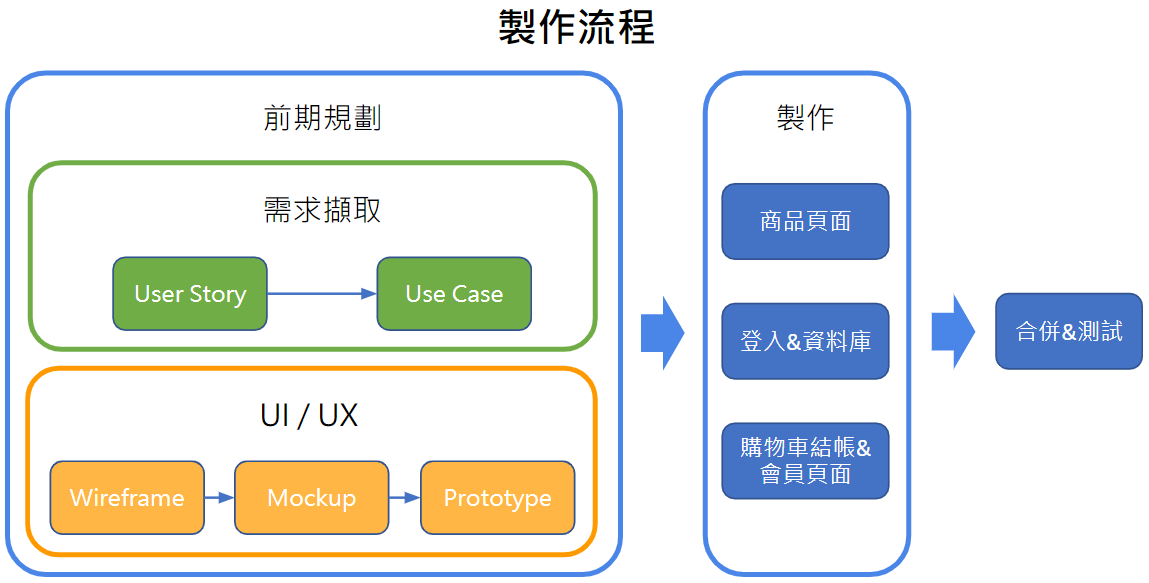 製作流程
前期規劃
需求擷取
User Story
Use Case
UI / UX
Wireframe
Mockup
Prototype
製作
商品頁面
登入&資料庫
購物車結帳&
會員頁面
合併&測試